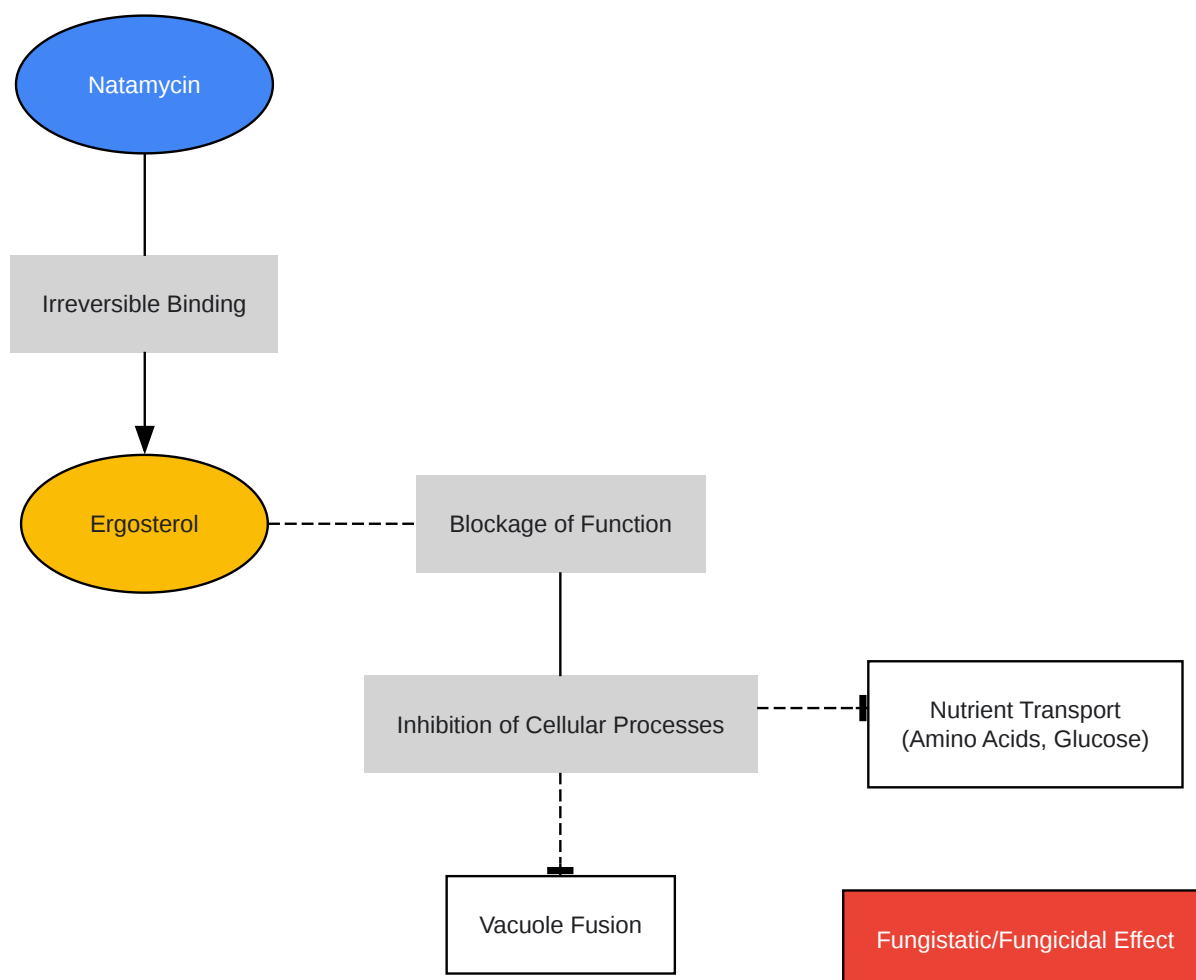 Natamycin
Irreversible Binding
Ergosterol
Blockage of Function
Inhibition of Cellular Processes
Nutrient Transport
(Amino Acids, Glucose)
Vacuole Fusion
Fungistatic/Fungicidal Effect